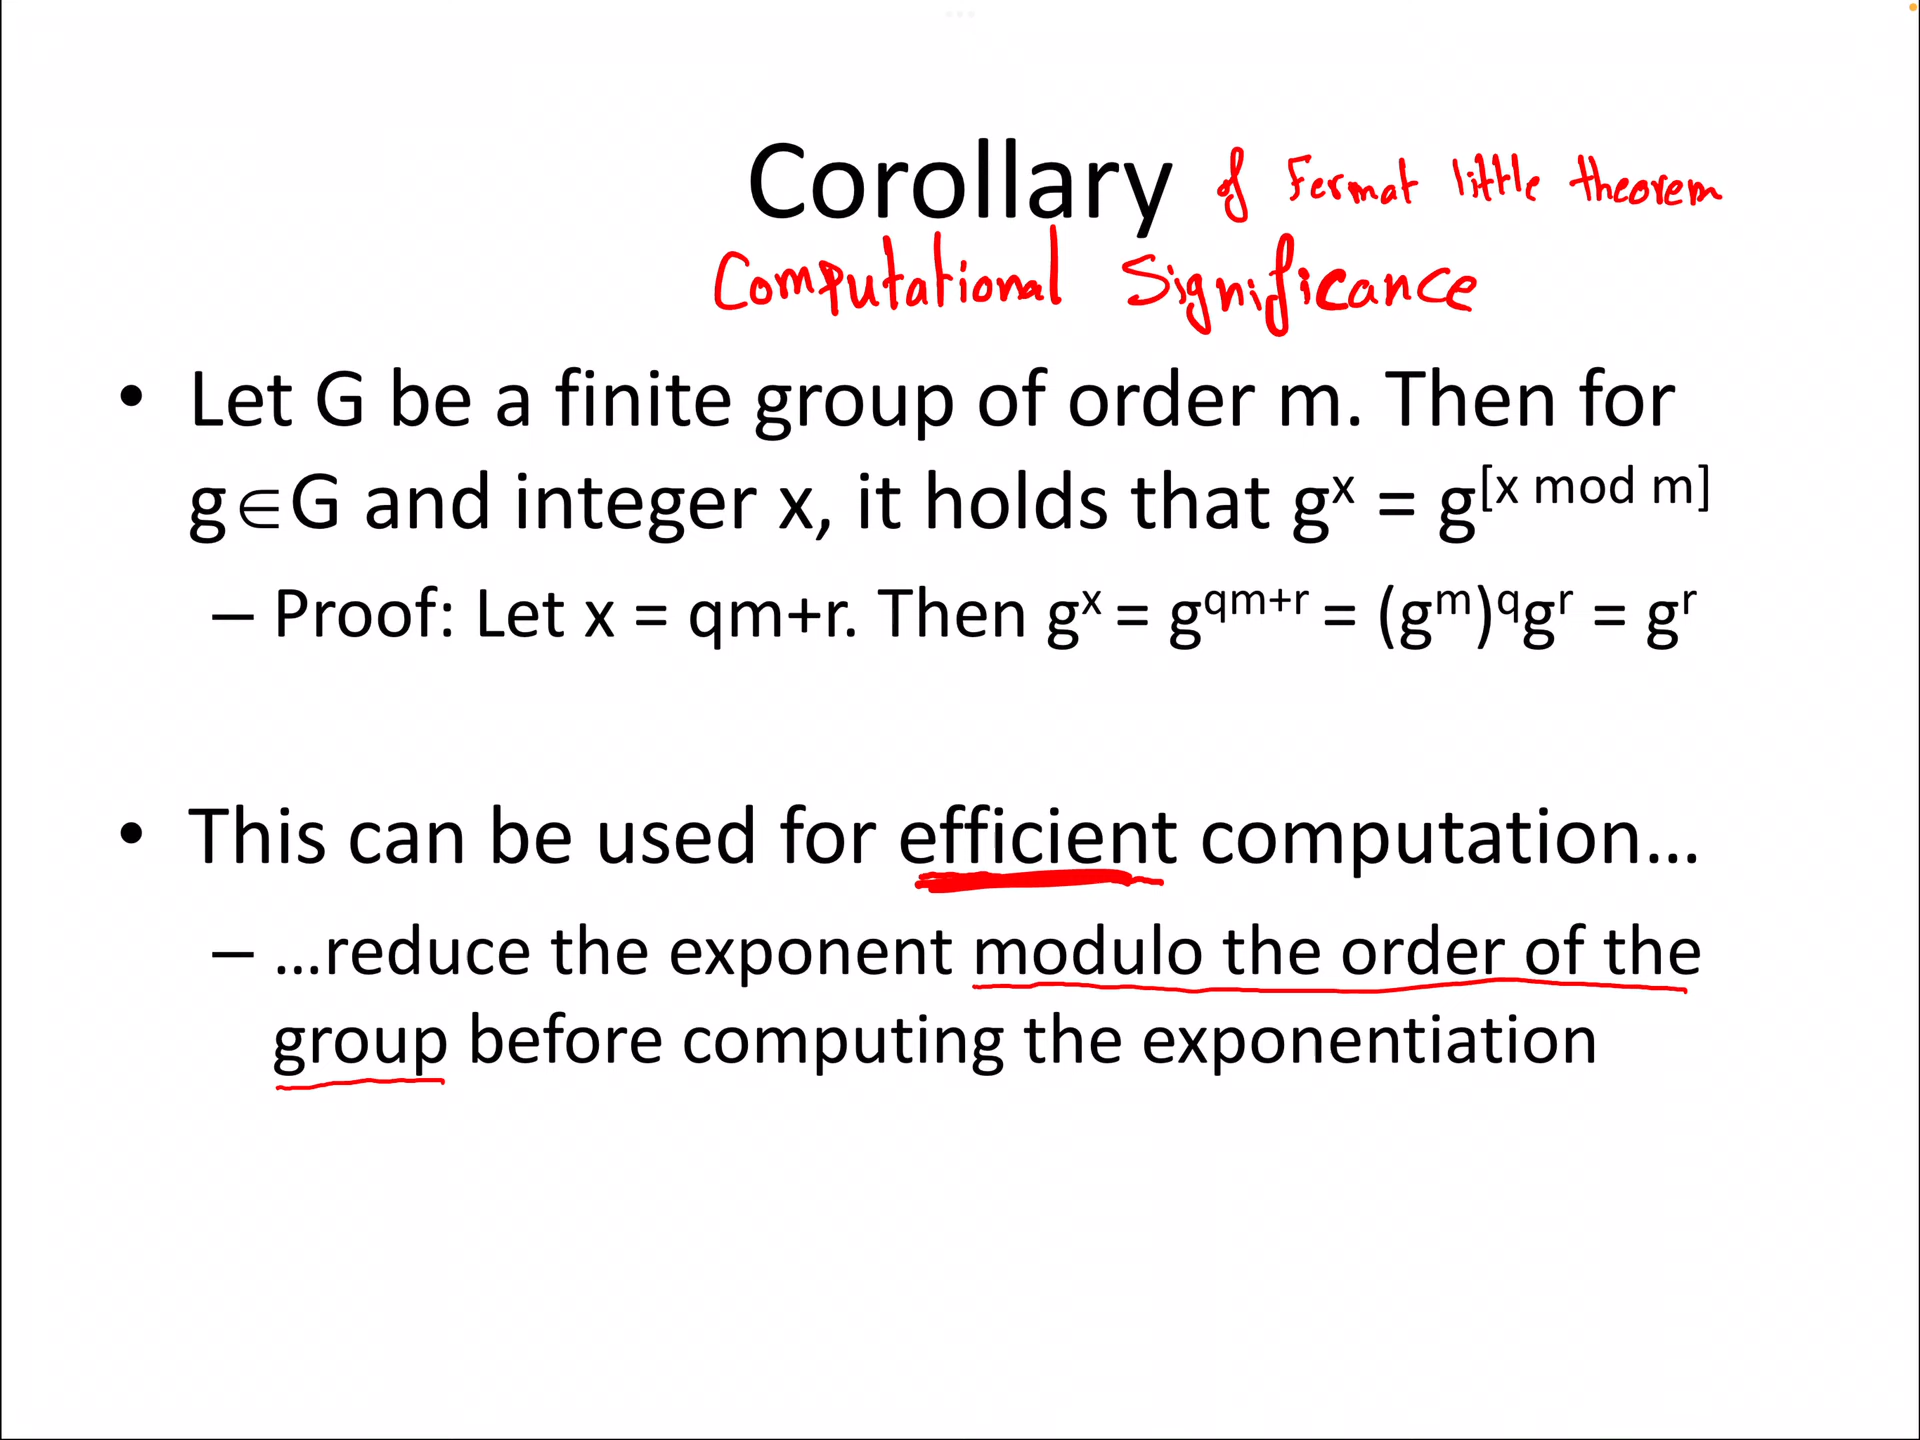 Corollary of Fermat little theorem
Computational Significance
• Let G be a finite group of order m. Then for
g∈G and integer x, it holds that gˣ = g^[x mod m]
– Proof: Let x = qm+r. Then gˣ = g^qm+r = (g^m)^q g^r = g^r
• This can be used for efficient computation…
– …reduce the exponent modulo the order of the
group before computing the exponentiation